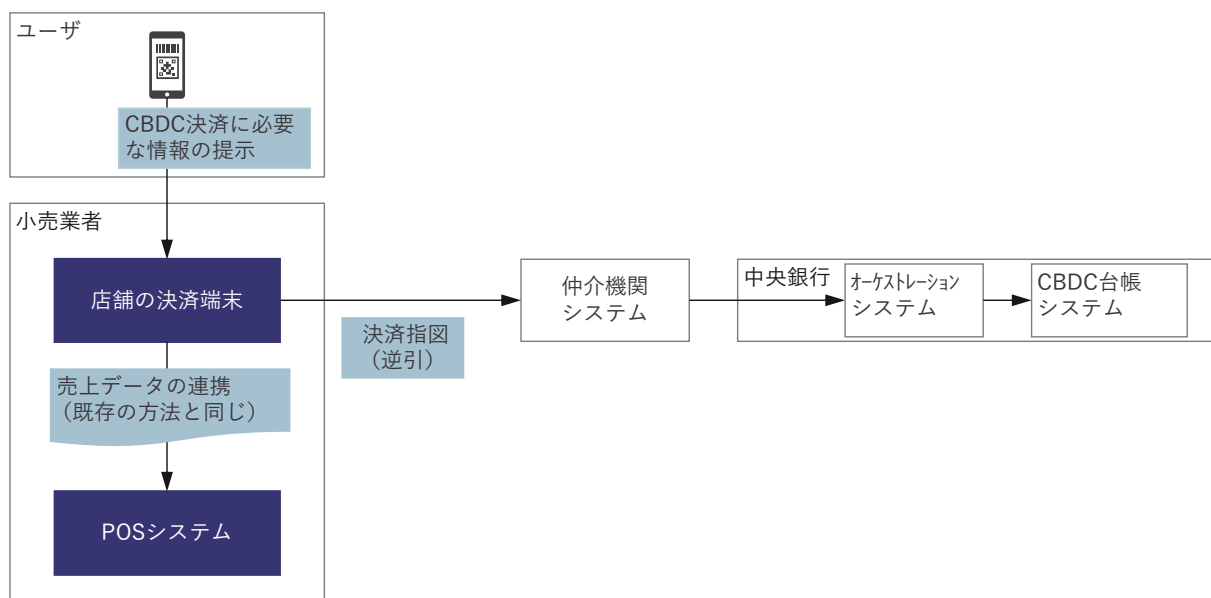 ユーザ
CBDC決済に必要
な情報の提示
小売業者
店舗の決済端末
決済指図
（逆引）
仲介機関
システム
中央銀行
ｵｰｹｽﾄﾚｰｼｮﾝ
システム
CBDC台帳
システム
売上データの連携
（既存の方法と同じ）
POSシステム